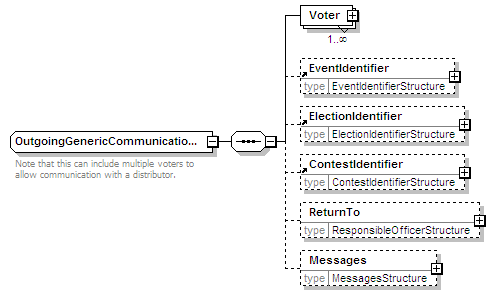 Voter
1..∞
EventIdentifier
type EventIdentifierStructure
ElectionIdentifier
type ElectionIdentifierStructure
OutgoingGenericCommunicatio...
Note that this can include multiple voters to
allow communication with a distributor.
ContestIdentifier
type ContestIdentifierStructure
ReturnTo
type ResponsibleOfficerStructure
Messages
type MessagesStructure